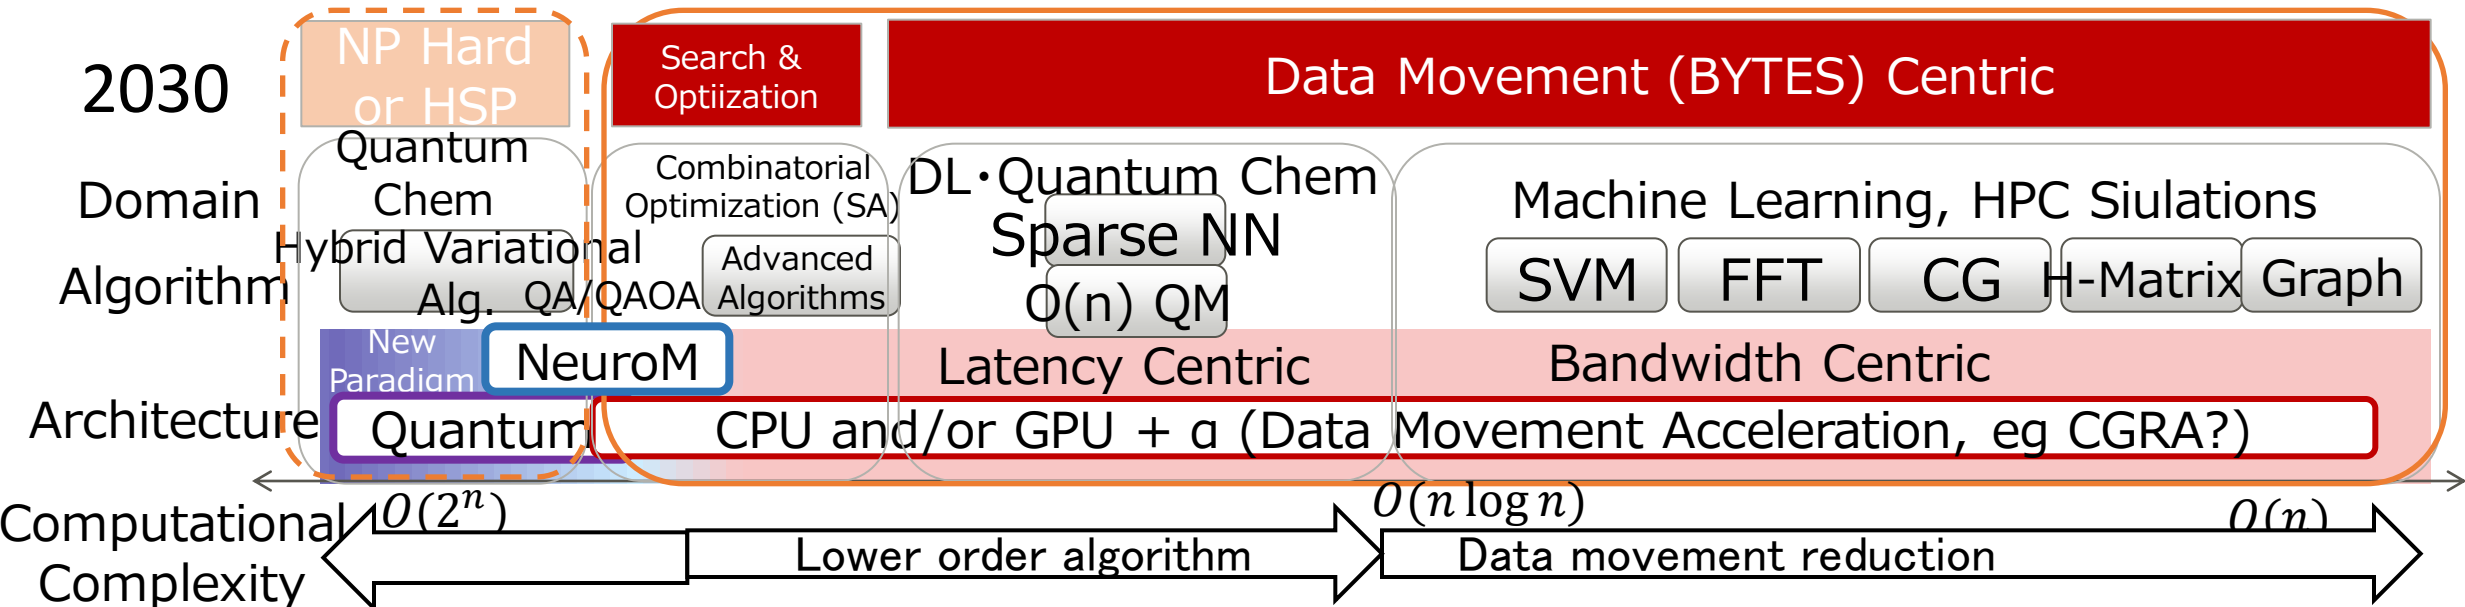 2030
NP Hard
or HSP
Search &
Optiization
Data Movement (BYTES) Centric
Domain
Quantum
Chem
Combinatorial
Optimization (SA)
DL・Quantum Chem
Machine Learning, HPC Siulations
Algorithm
Hybrid Variational
Alg.
QA/QAOA
Advanced
Algorithms
Sparse NN
O(n) QM
SVM
FFT
CG
H-Matrix
Graph
Architecture
New
Paradigm
NeuroM
Latency Centric
Bandwidth Centric
Quantum
CPU and/or GPU + α (Data Movement Acceleration, eg CGRA?)
Computational
Complexity
O(2^n)
O(n log n)
O(n)
Lower order algorithm
Data movement reduction